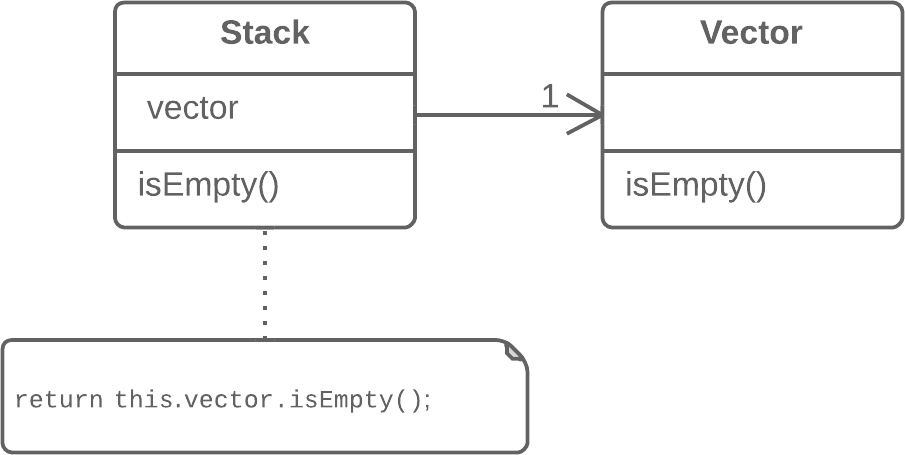 Stack
Vector
vector
1
isEmpty()
isEmpty()
return this.vector.isEmpty();